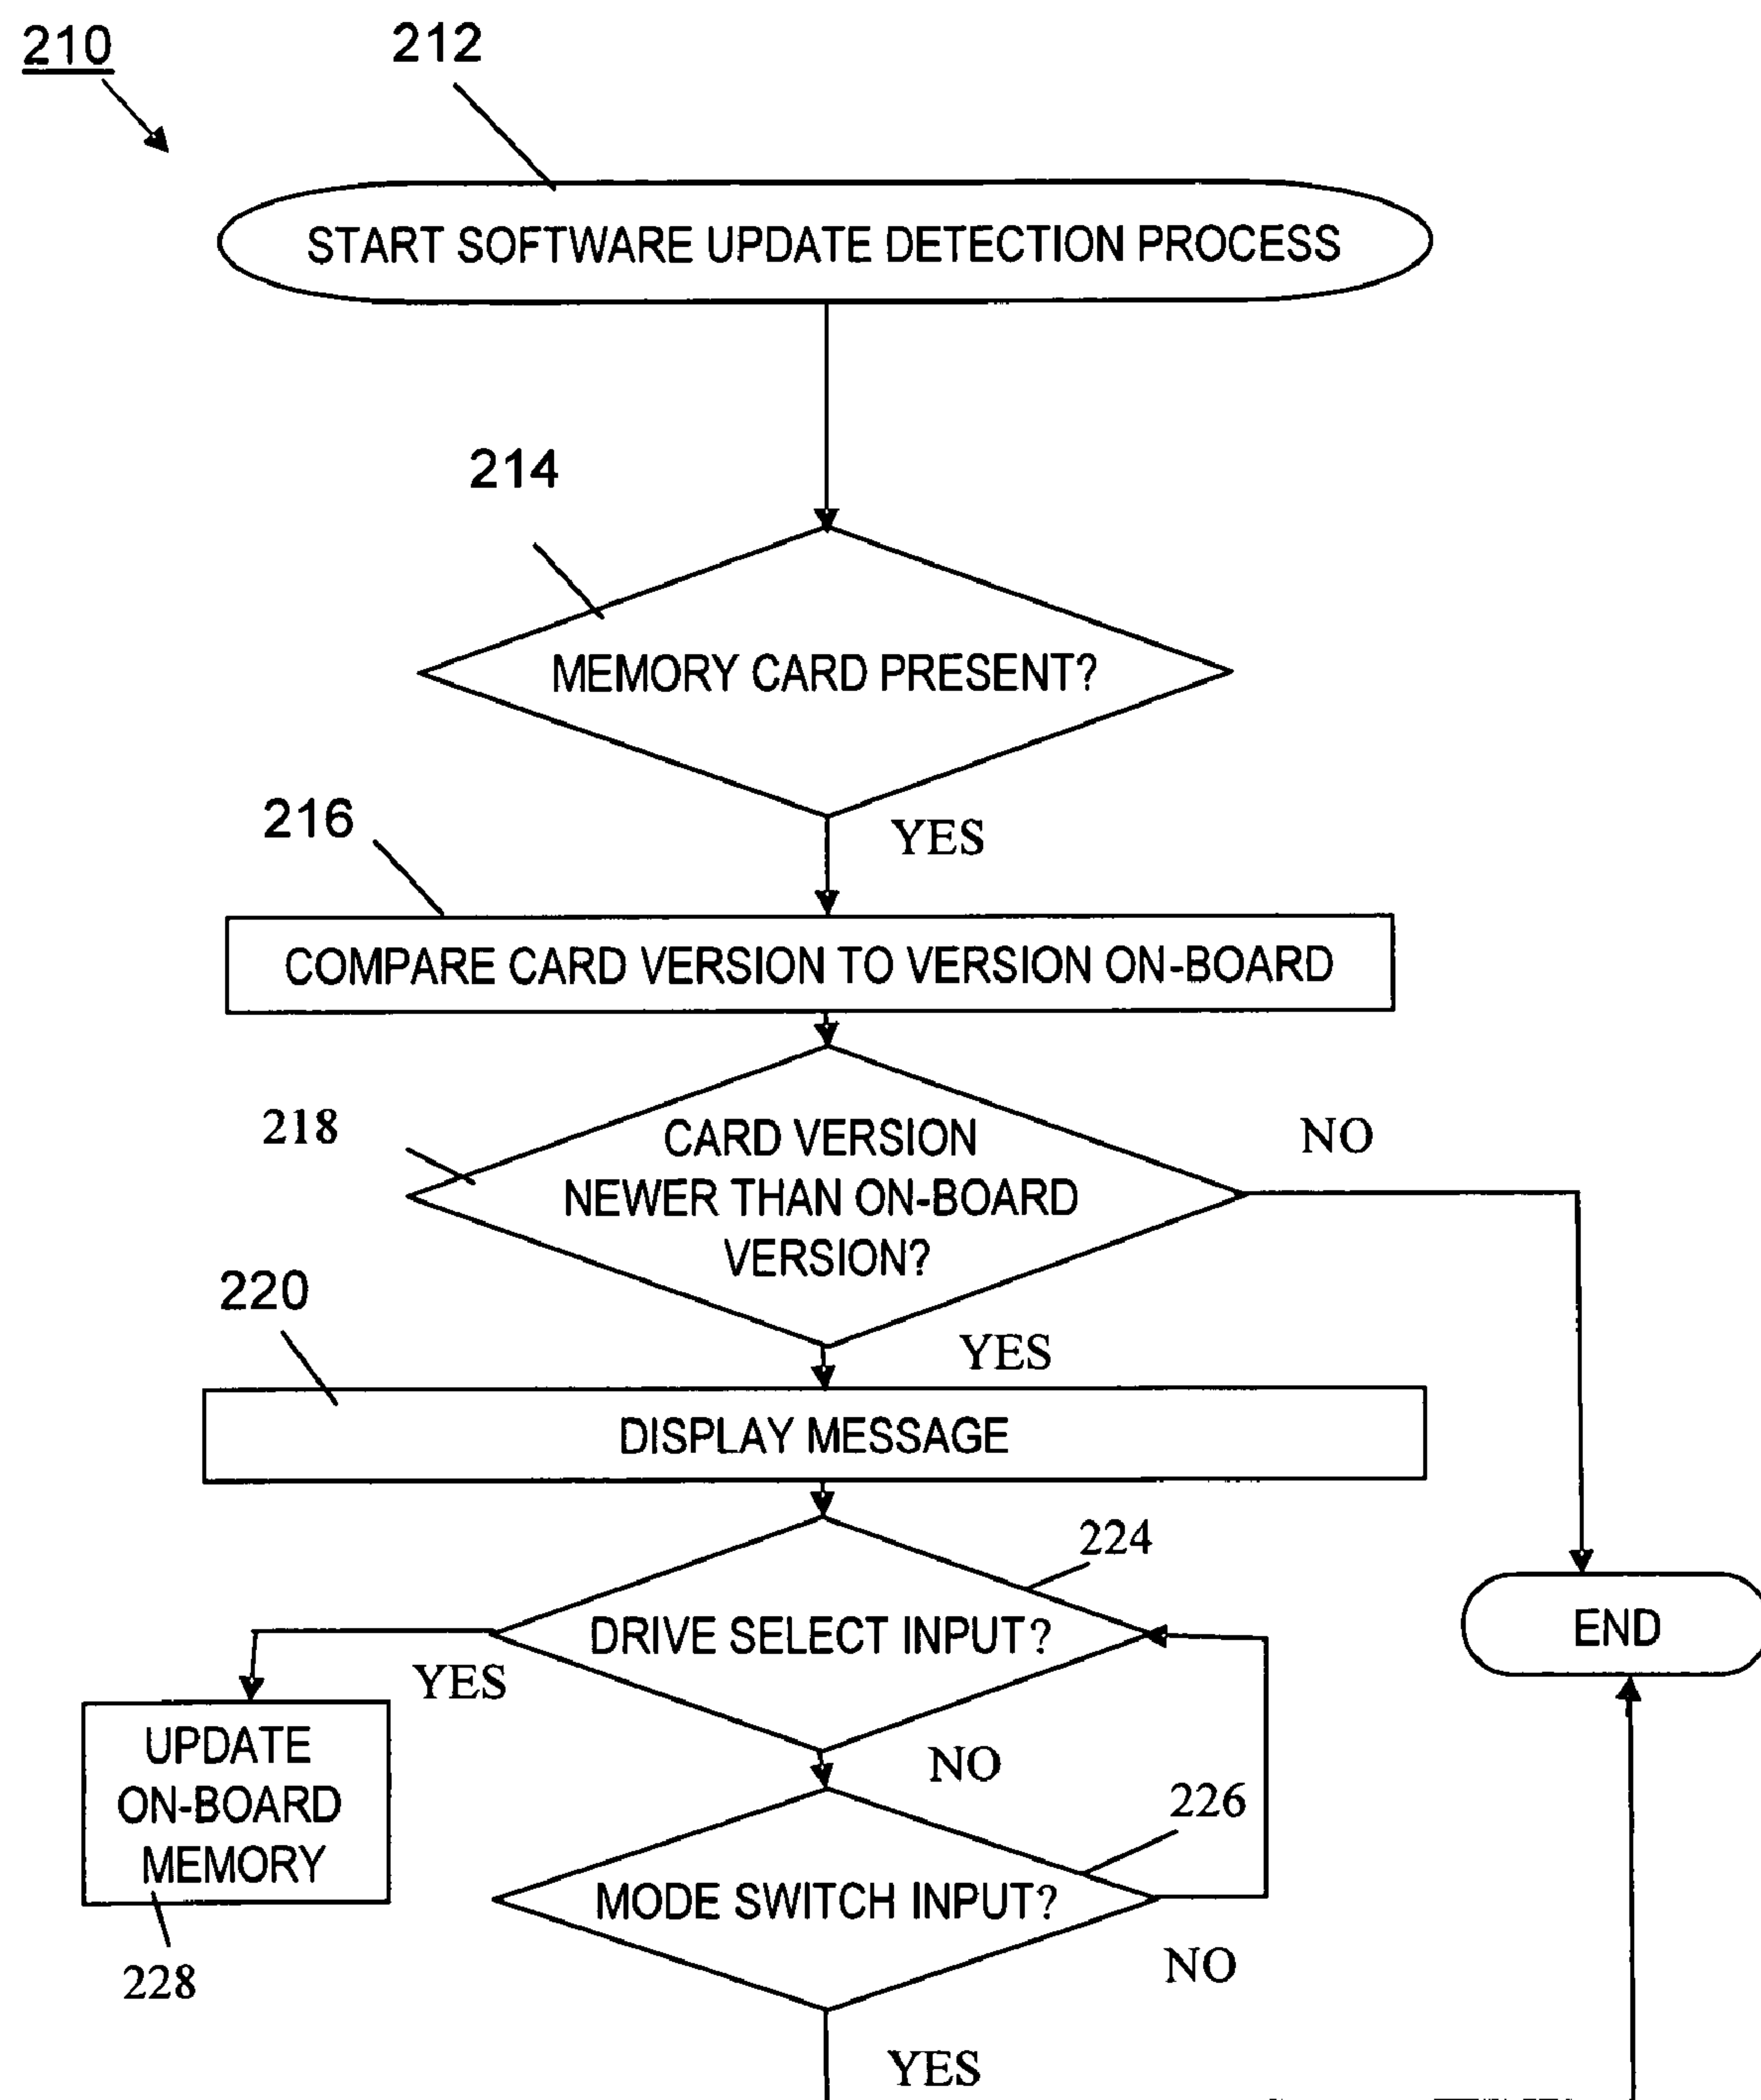 210
212
START SOFTWARE UPDATE DETECTION PROCESS
214
MEMORY CARD PRESENT?
YES
216
COMPARE CARD VERSION TO VERSION ON-BOARD
218
CARD VERSION
NEWER THAN ON-BOARD
VERSION?
NO
YES
220
DISPLAY MESSAGE
224
DRIVE SELECT INPUT?
YES
NO
END
UPDATE
ON-BOARD
MEMORY
228
226
MODE SWITCH INPUT?
NO
YES